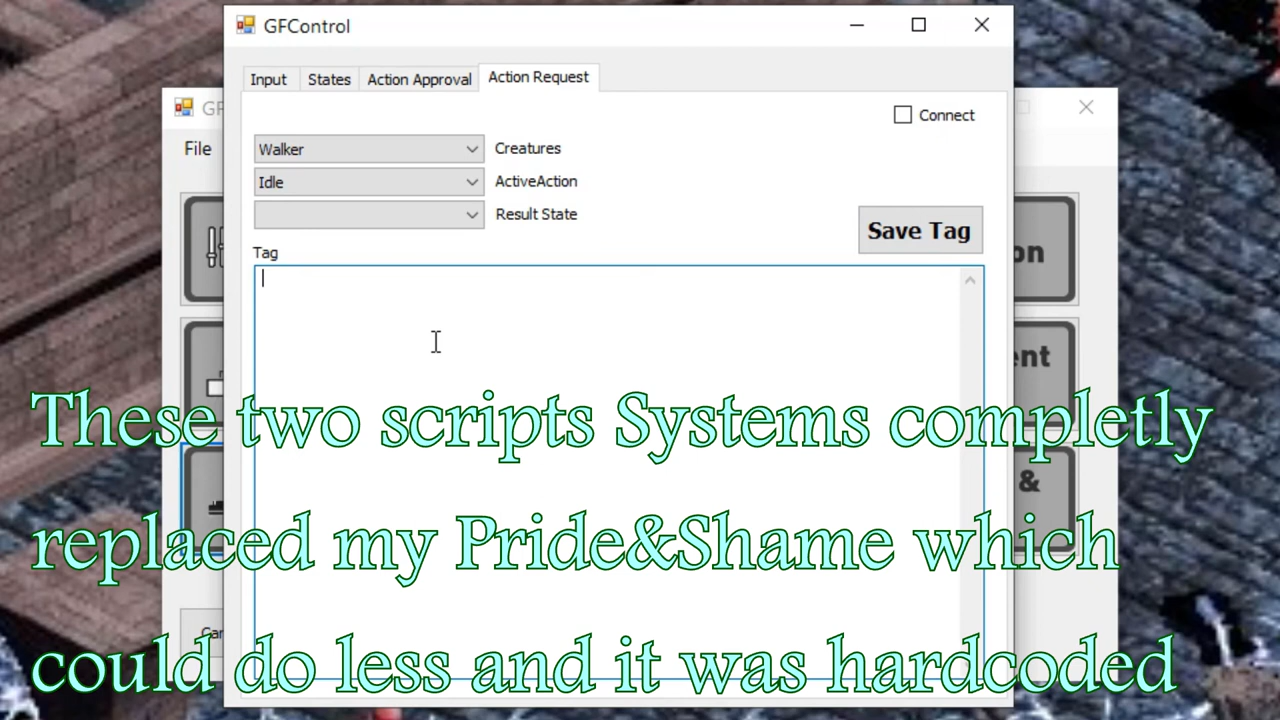 GFControl
Input States Action Approval Action Request
Connect
File
Walker Creatures
Idle ActiveAction
Result State
Save Tag
Tag
These two scripts Systems completly
replaced my Pride&Shame which
could do less and it was hardcoded